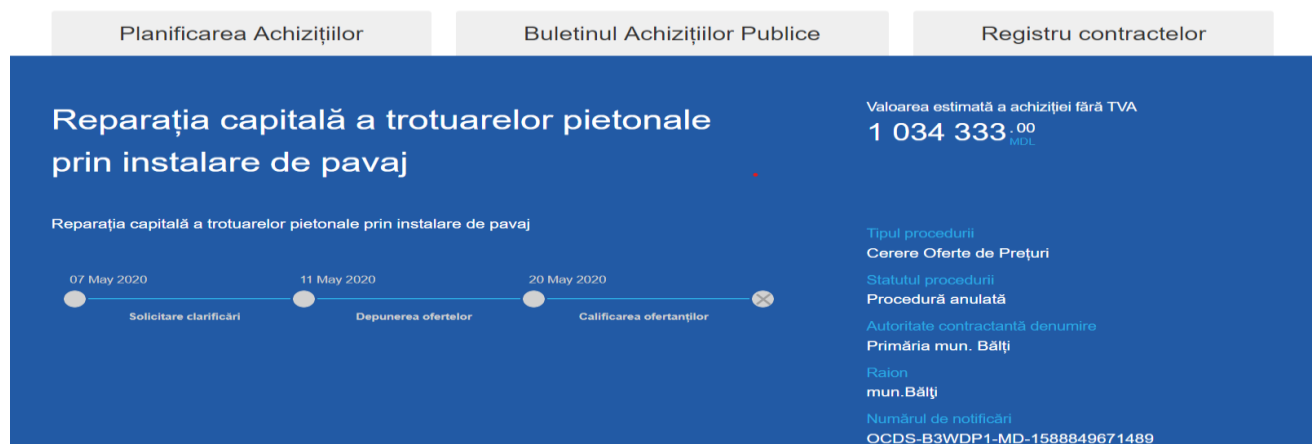 Planificarea Achizițiilor
Buletinul Achizițiilor Publice
Registru contractelor
Reparația capitală a trotuarelor pietonale
prin instalare de pavaj
Reparația capitală a trotuarelor pietonale prin instalare de pavaj
07 May 2020
11 May 2020
20 May 2020
Solicitare clarificări
Depunerea ofertelor
Calificarea ofertanților
Valoarea estimată a achiziției fără TVA
1 034 333.00
MDL
Tipul procedurii
Cerere Oferte de Prețuri
Statutul procedurii
Procedură anulată
Autoritate contractantă denumire
Primăria mun. Bălți
Raion
mun.Bălţi
Numărul de notificări
OCDS-B3WDP1-MD-1588849671489